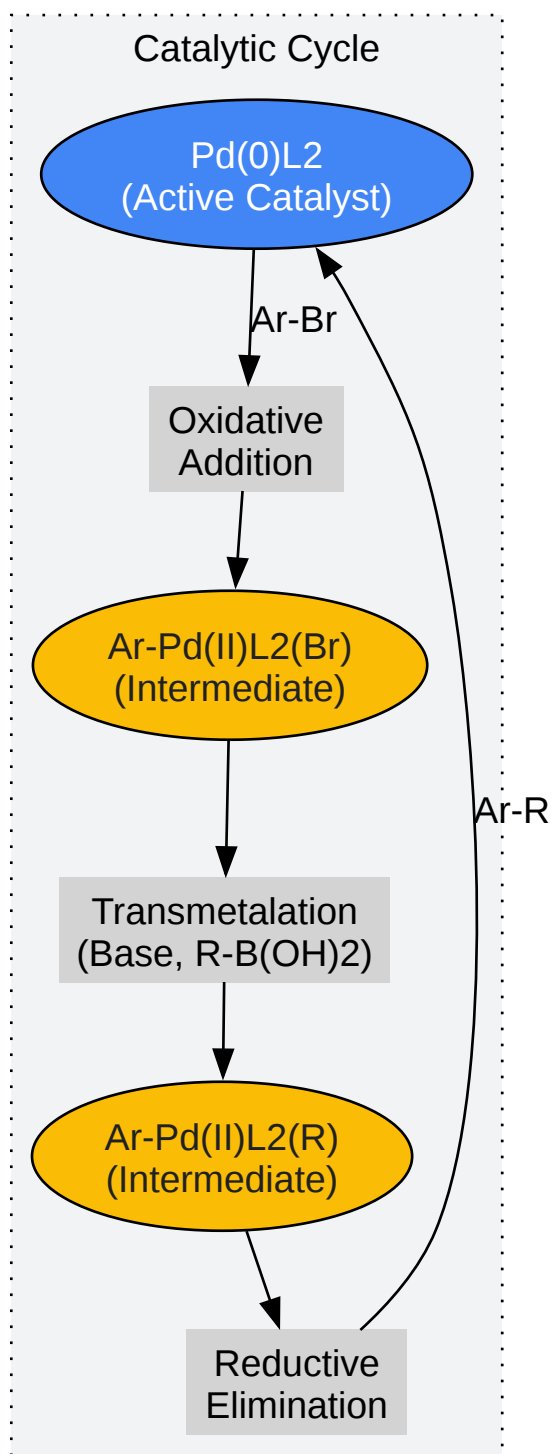 Catalytic Cycle
Pd(0)L2
(Active Catalyst)
Ar-Br
Oxidative
Addition
Ar-Pd(II)L2(Br)
(Intermediate)
Ar-R
Transmetalation
(Base, R-B(OH)2)
Ar-Pd(II)L2(R)
(Intermediate)
Reductive
Elimination